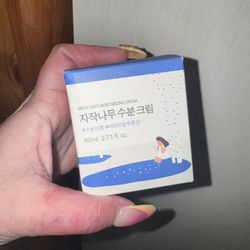 BIRCH JUICE MOISTURIZING CREAM
자작나무 수분 크림
80ml 2.71 fl. oz